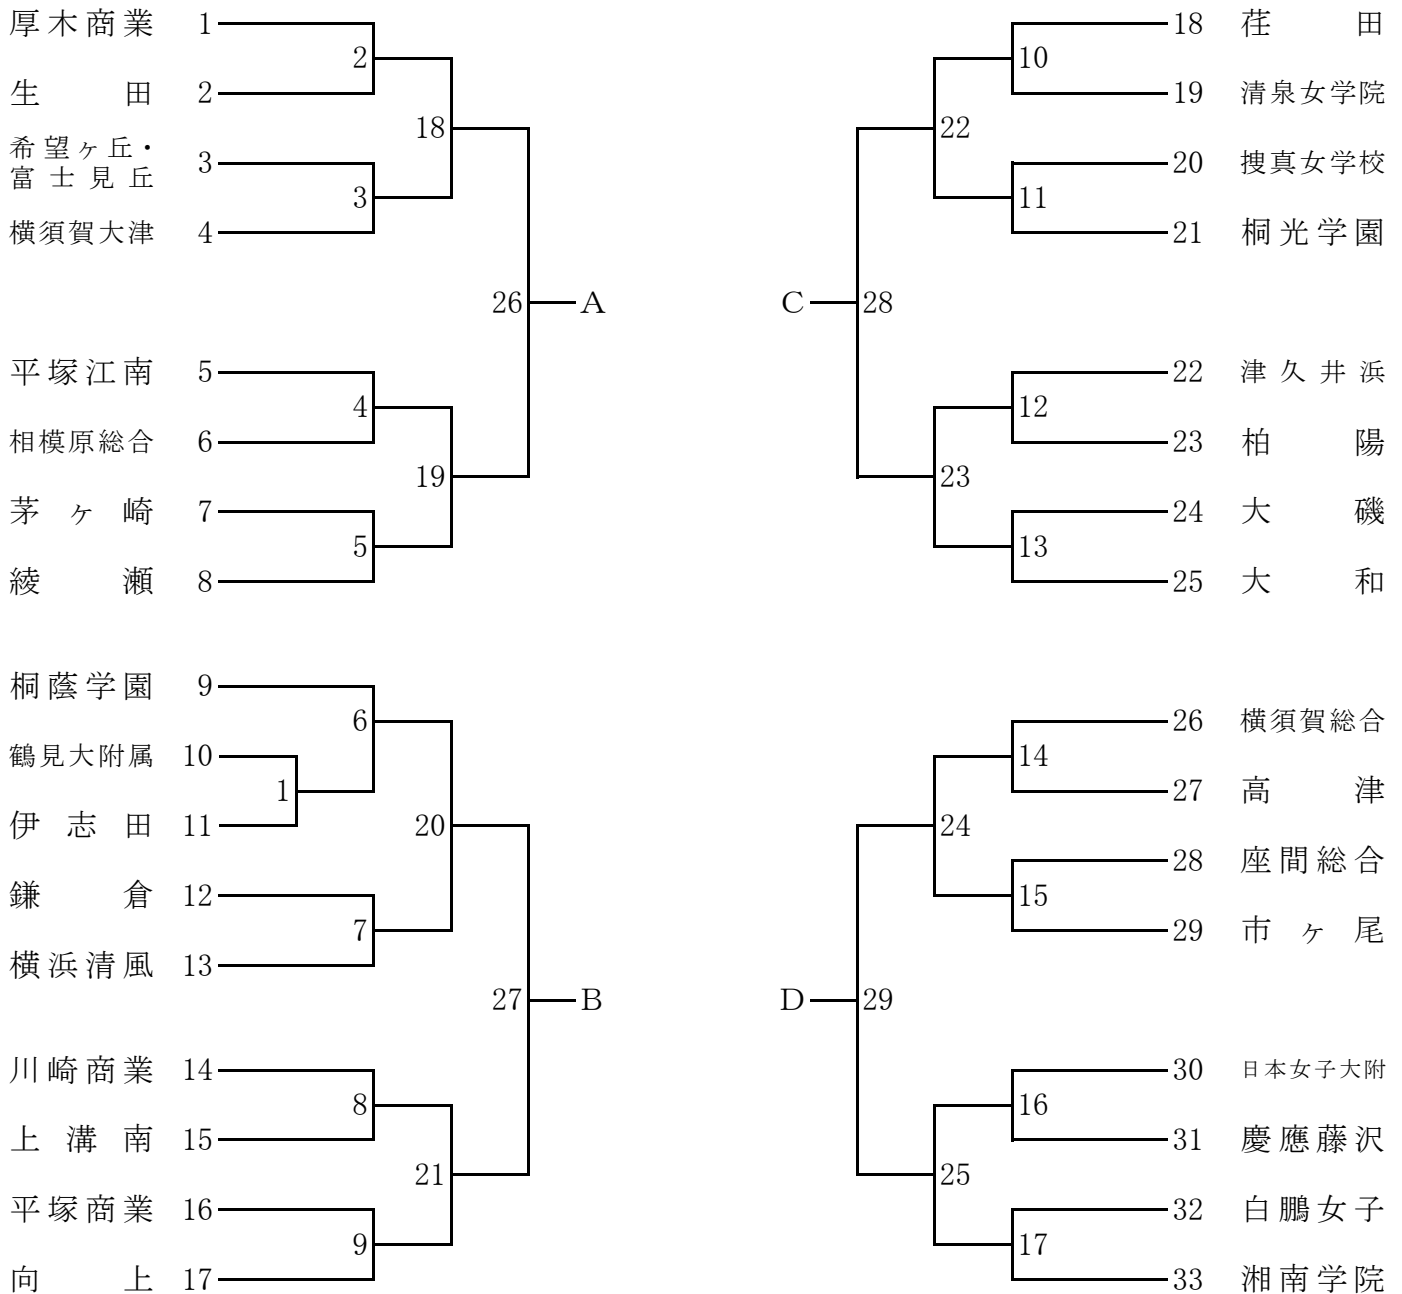 厚木商業 1
2
生田 2
18
希望ヶ丘・
富士見丘 3
3
横須賀大津 4
26 A
平塚江南 5
4
相模原総合 6
19
茅ヶ崎 7
5
綾瀬 8
桐蔭学園 9
6
鶴見大附属 10
1
伊志田 11
20
鎌倉 12
7
横浜清風 13
27 B
川崎商業 14
8
上溝南 15
21
平塚商業 16
9
向上 17
18 荏田
10
19 清泉女学院
22
20 捜真女学校
11
21 桐光学園
C 28
22 津久井浜
12
23 柏陽
23
24 大磯
13
25 大和
26 横須賀総合
14
27 高津
24
28 座間総合
15
29 市ヶ尾
D 29
30 日本女子大附
16
31 慶應藤沢
25
32 白鵬女子
17
33 湘南学院